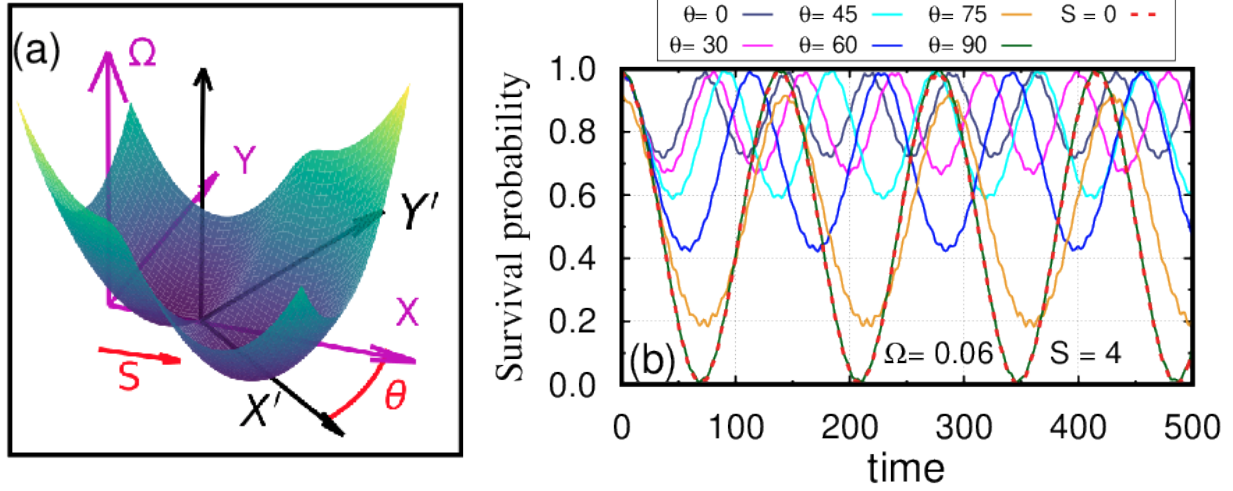 (a)
Ω
Y
Y′
X
S
X′
θ
θ= 0 θ= 45 θ= 75 S = 0
θ= 30 θ= 60 θ= 90
Survival probability
1.0
0.8
0.6
0.4
0.2
0.0
(b)
Ω= 0.06 S = 4
0 100 200 300 400 500
time